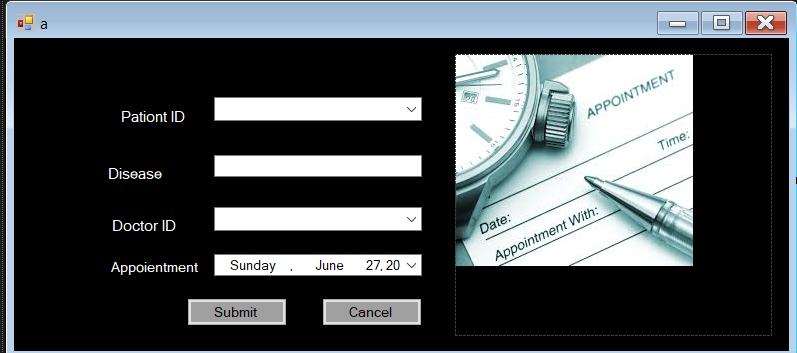 a
Pationt ID
Disease
Doctor ID
Appoientment
Sunday , June 27, 20
Submit
Cancel
APPOINTMENT
Time:
Date:
Appointment With: